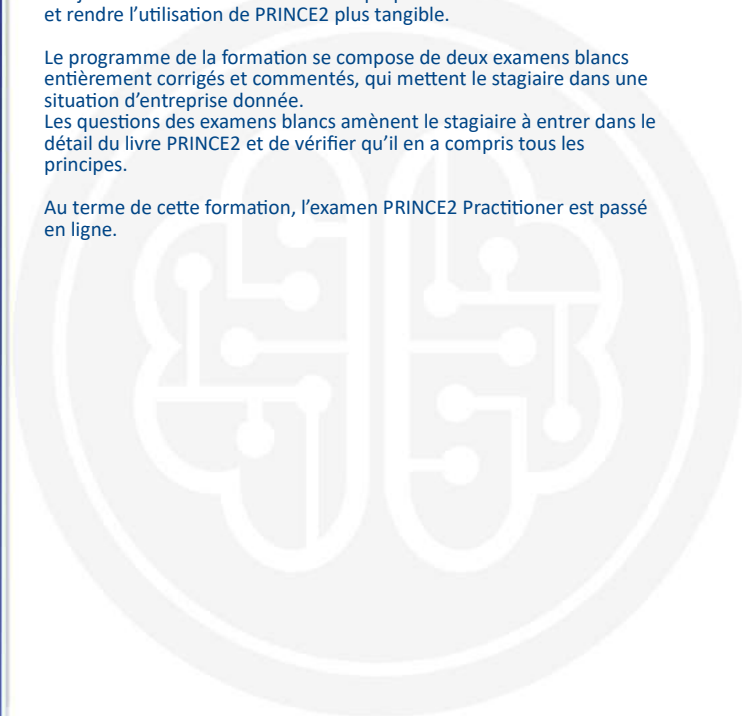 et rendre l’utilisation de PRINCE2 plus tangible.
Le programme de la formation se compose de deux examens blancs
entièrement corrigés et commentés, qui mettent le stagiaire dans une
situation d’entreprise donnée.
Les questions des examens blancs amènent le stagiaire à entrer dans le
détail du livre PRINCE2 et de vérifier qu’il en a compris tous les
principes.
Au terme de cette formation, l’examen PRINCE2 Practitioner est passé
en ligne.